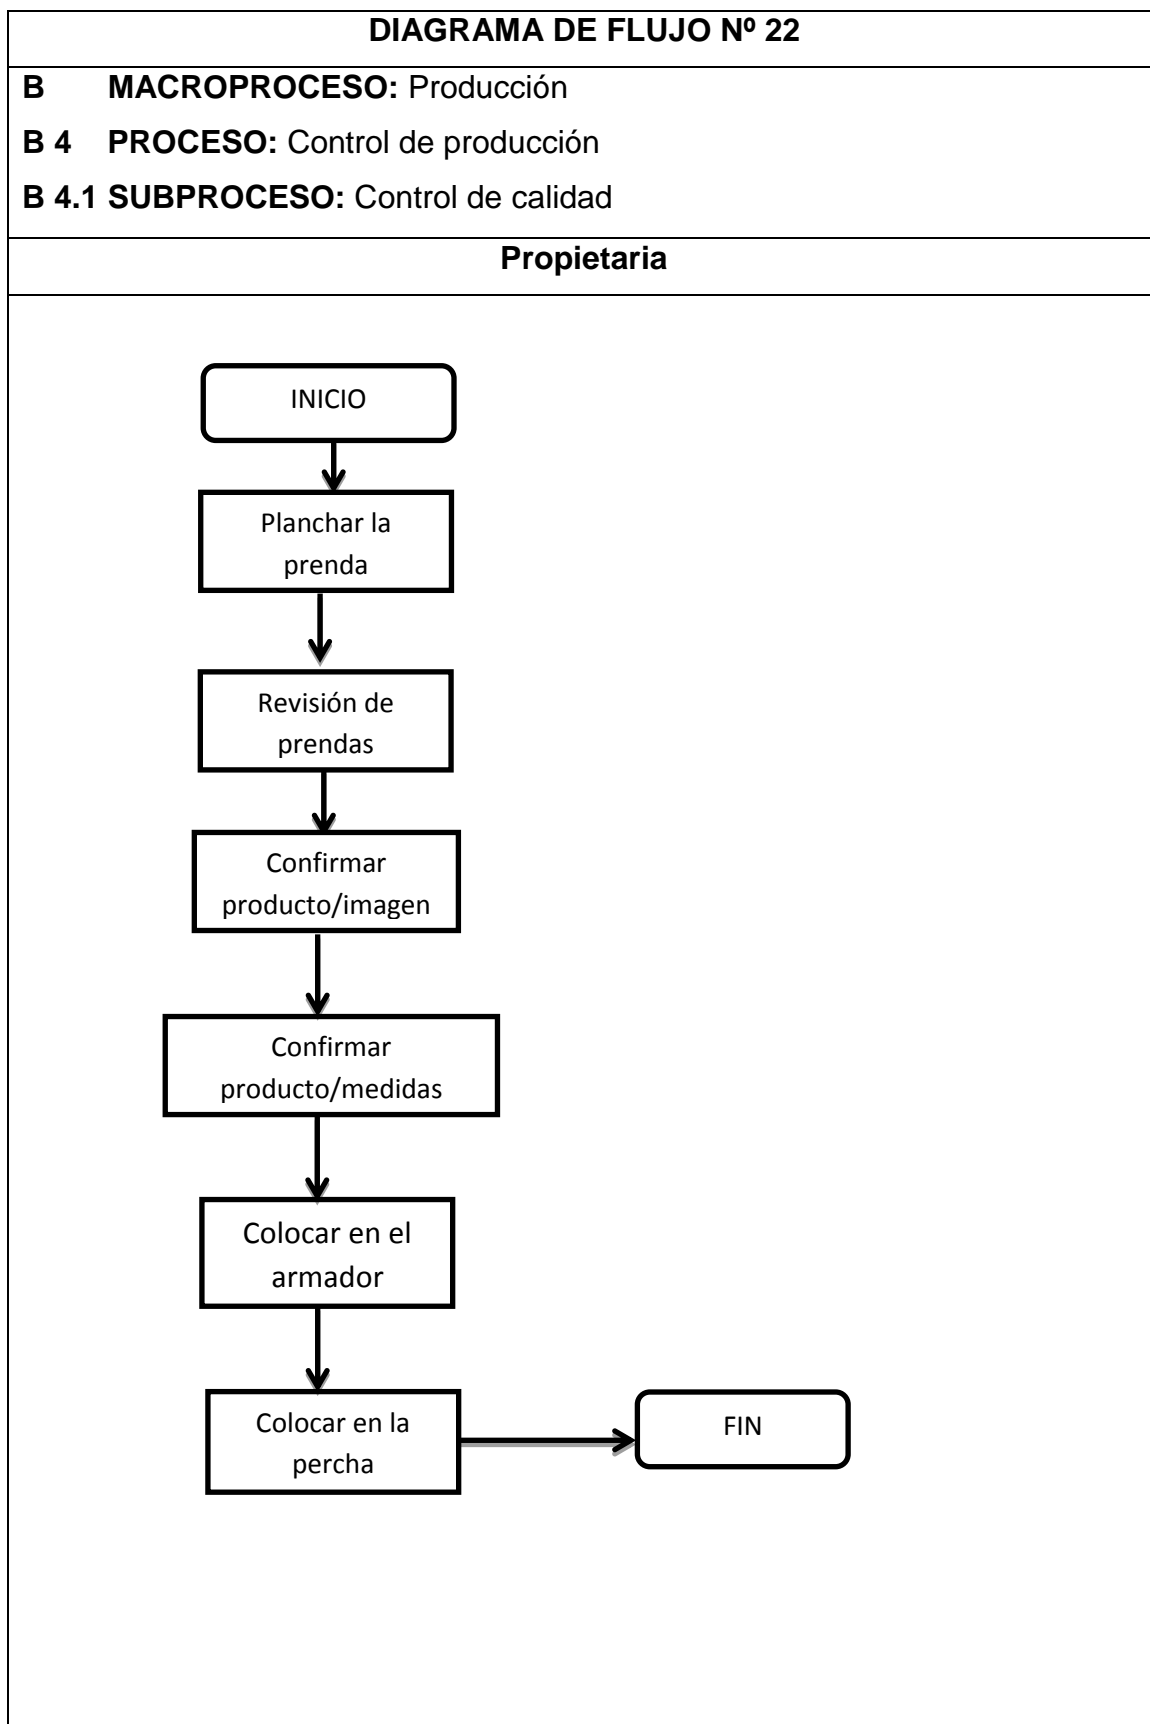 DIAGRAMA DE FLUJO Nº 22
B MACROPROCESO: Producción
B 4 PROCESO: Control de producción
B 4.1 SUBPROCESO: Control de calidad
Propietaria
INICIO
Planchar la
prenda
Revisión de
prendas
Confirmar
producto/imagen
Confirmar
producto/medidas
Colocar en el
armador
Colocar en la
percha
FIN